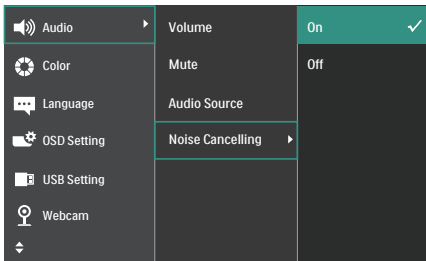 Audio
Color
Language
OSD Setting
USB Setting
Webcam
Volume
Mute
Audio Source
Noise Cancelling
On
Off